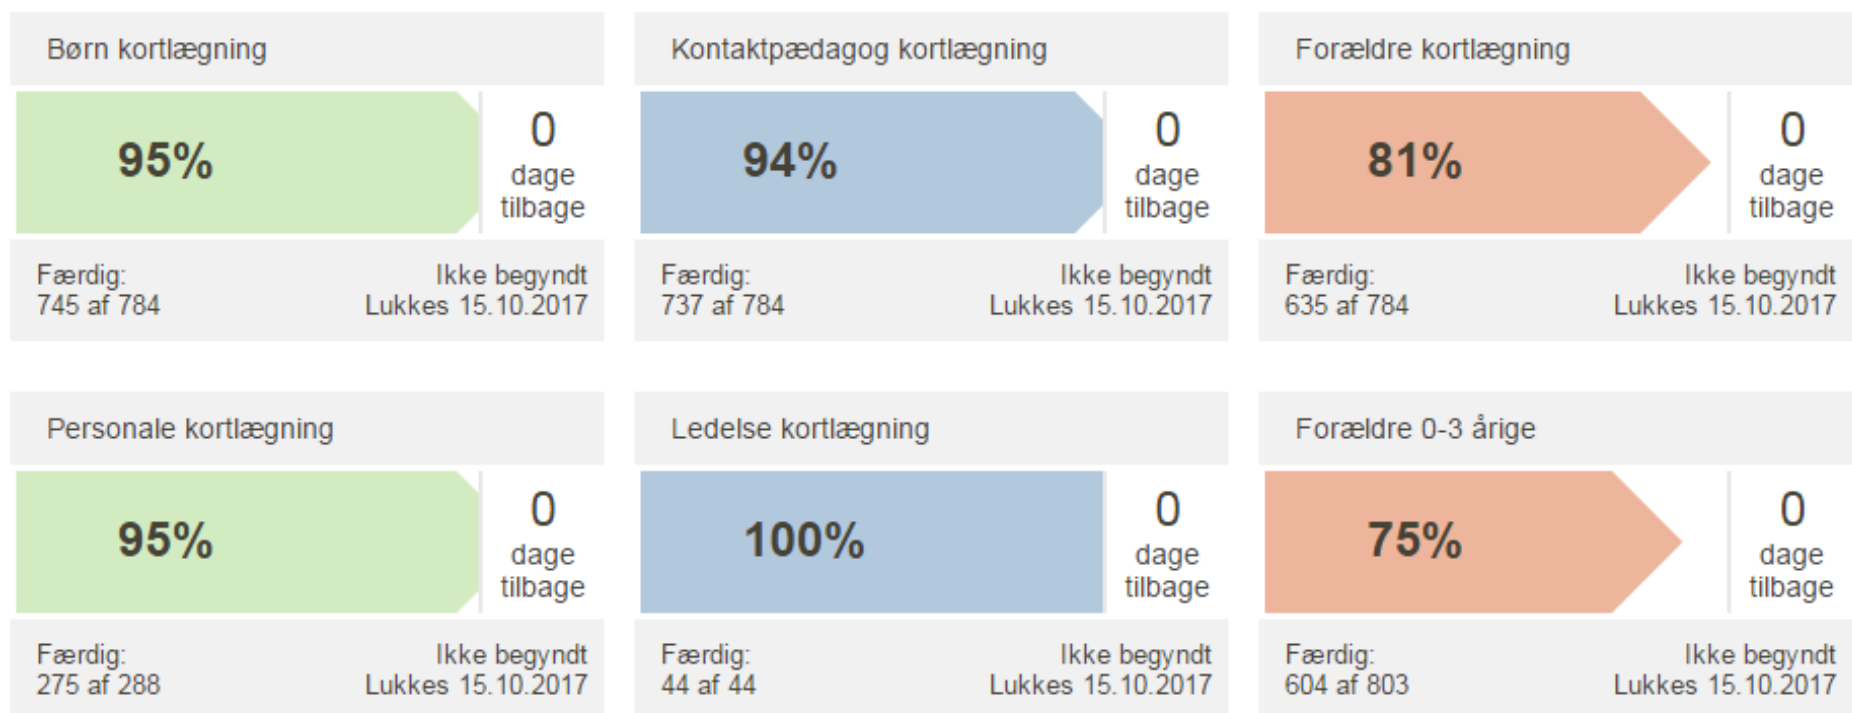 Børn kortlægning
95%
0
dage
tilbage
Færdig:
745 af 784
Ikke begyndt
Lukkes 15.10.2017
Kontaktpædagog kortlægning
94%
0
dage
tilbage
Færdig:
737 af 784
Ikke begyndt
Lukkes 15.10.2017
Forældre kortlægning
81%
0
dage
tilbage
Færdig:
635 af 784
Ikke begyndt
Lukkes 15.10.2017
Personale kortlægning
95%
0
dage
tilbage
Færdig:
275 af 288
Ikke begyndt
Lukkes 15.10.2017
Ledelse kortlægning
100%
0
dage
tilbage
Færdig:
44 af 44
Ikke begyndt
Lukkes 15.10.2017
Forældre 0-3 årige
75%
0
dage
tilbage
Færdig:
604 af 803
Ikke begyndt
Lukkes 15.10.2017